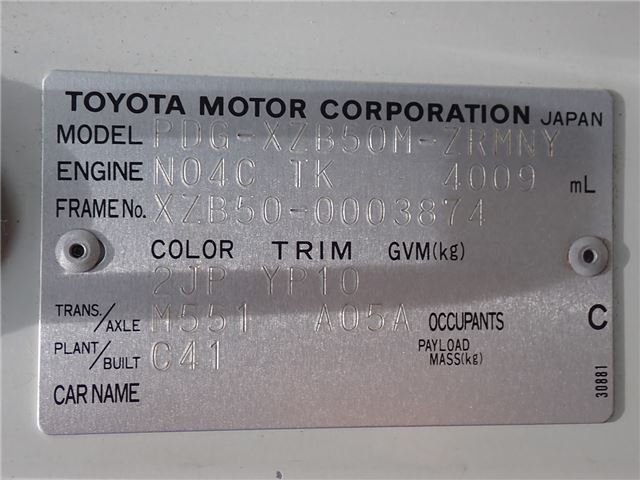 TOYOTA MOTOR CORPORATION JAPAN
MODEL PDG-XZB50M-ZRMNY
ENGINE N04C TK 4009 mL
FRAME No. XZB50-0003874
COLOR TRIM GVM(kg)
2JP YP10
TRANS./AXLE M551 A05A OCCUPANTS C
PLANT/BUILT C41 PAYLOAD MASS(kg)
CAR NAME
30881